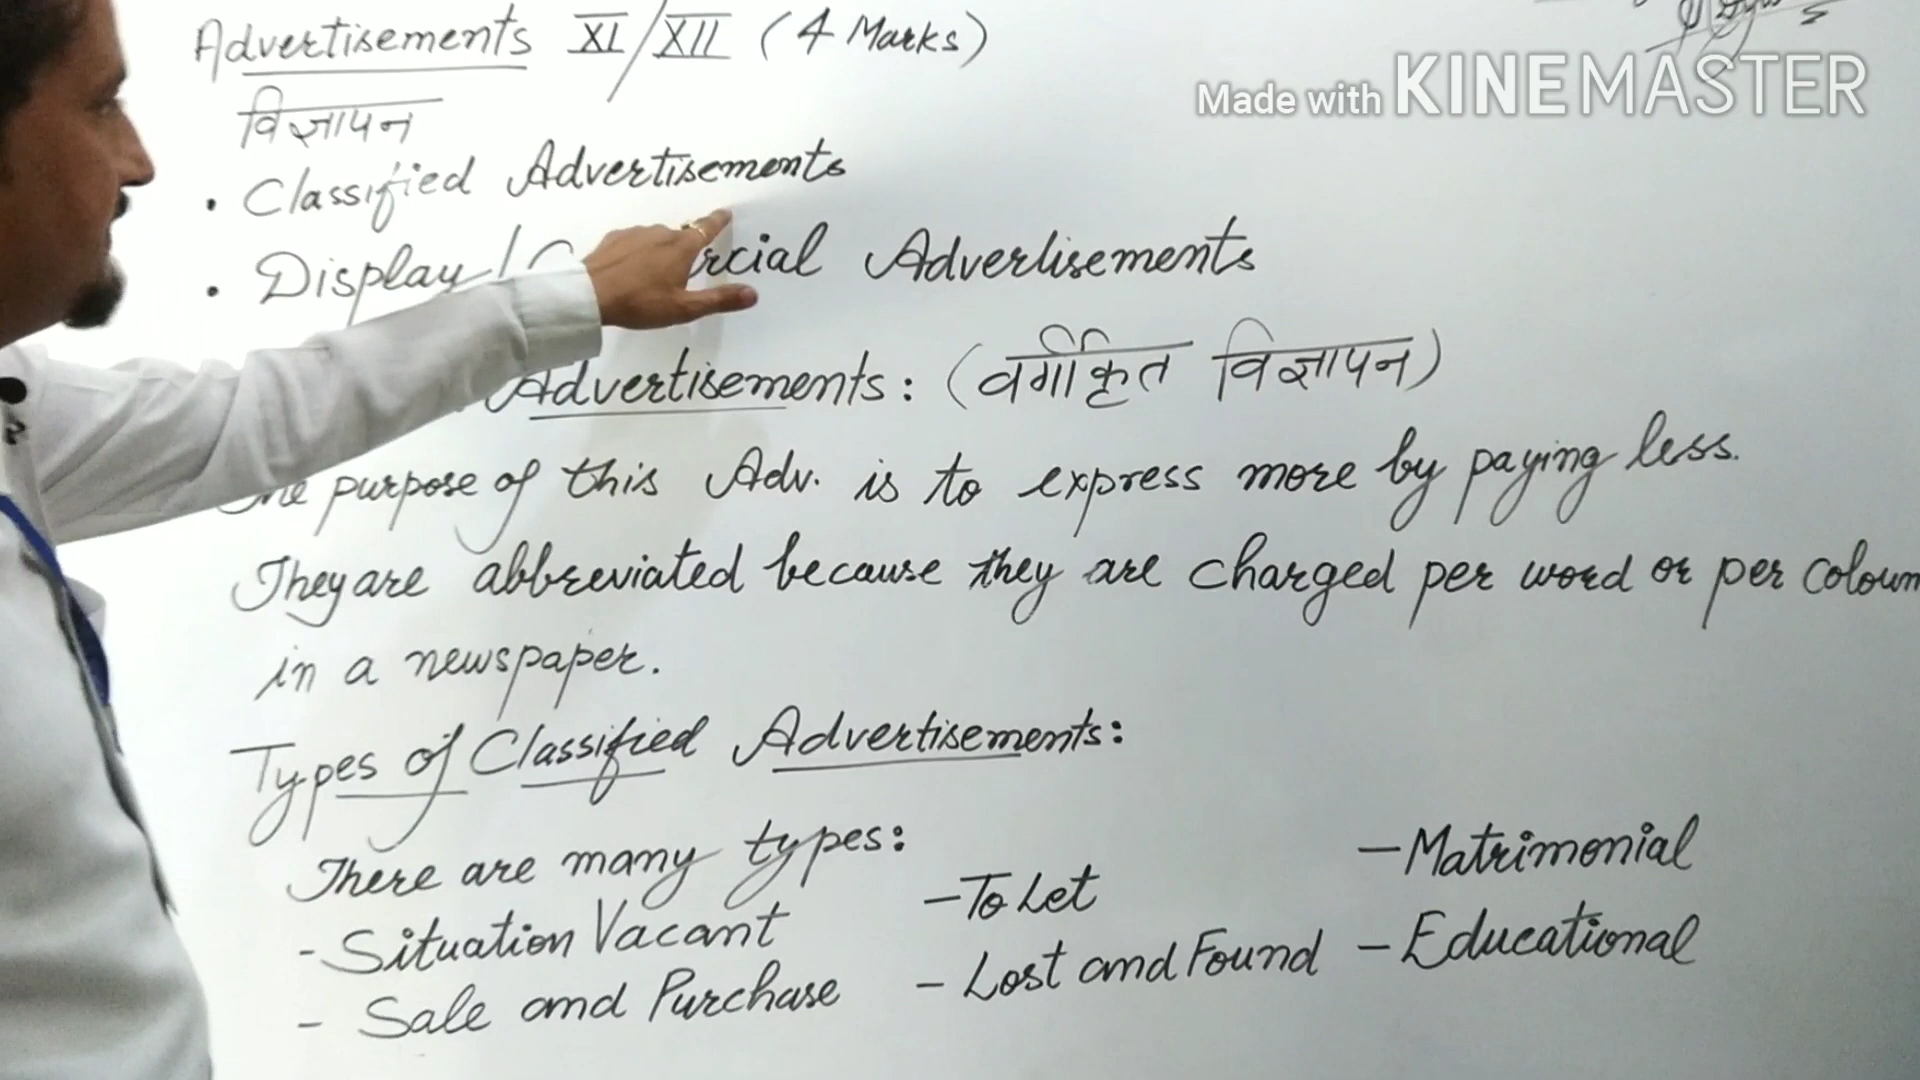 Advertisements XI/XII (4 Marks)
Made with KINEMASTER
विज्ञापन
• Classified Advertisements
• Display / rcial Advertisements
Advertisements: (वर्गीकृत विज्ञापन)
The purpose of this Adv. is to express more by paying less.
They are abbreviated because they are charged per word or per coloum
in a newspaper.
Types of Classified Advertisements:
There are many types:
- Situation Vacant – To Let – Matrimonial
- Sale and Purchase – Lost and Found – Educational